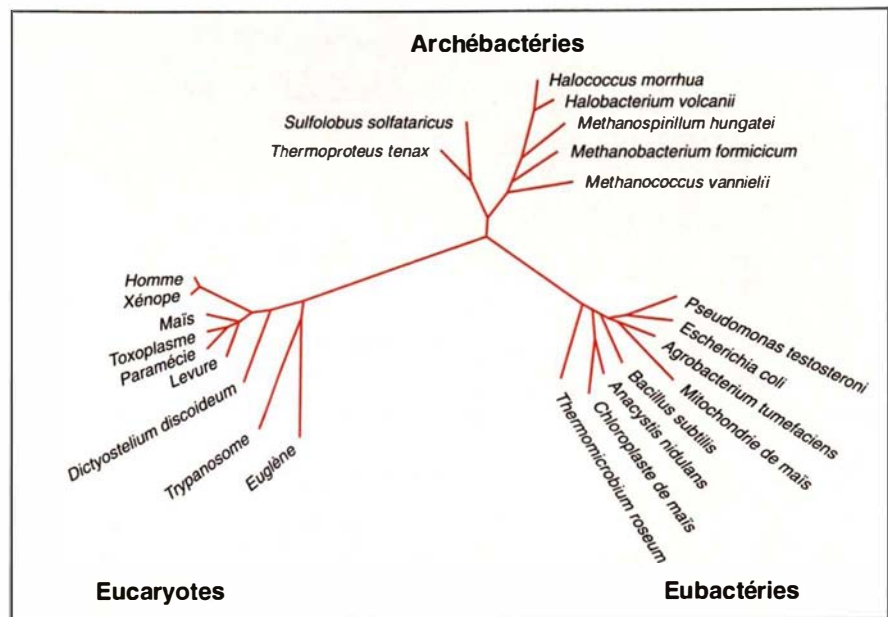 Archébactéries
Halococcus morrhua
Halobacterium volcanii
Sulfolobus solfataricus
Methanospirillum hungatei
Thermoproteus tenax
Methanobacterium formicicum
Methanococcus vannielii
Homme
Xénope
Maïs
Toxoplasme
Paramécie
Levure
Dictyostelium discoideum
Trypanosome
Euglène
Pseudomonas testosteroni
Escherichia coli
Agrobacterium tumefaciens
Mitochondrie de maïs
Bacillus subtilis
Anacystis nidulans
Chloroplaste de maïs
Thermomicrobium roseum
Eucaryotes
Eubactéries